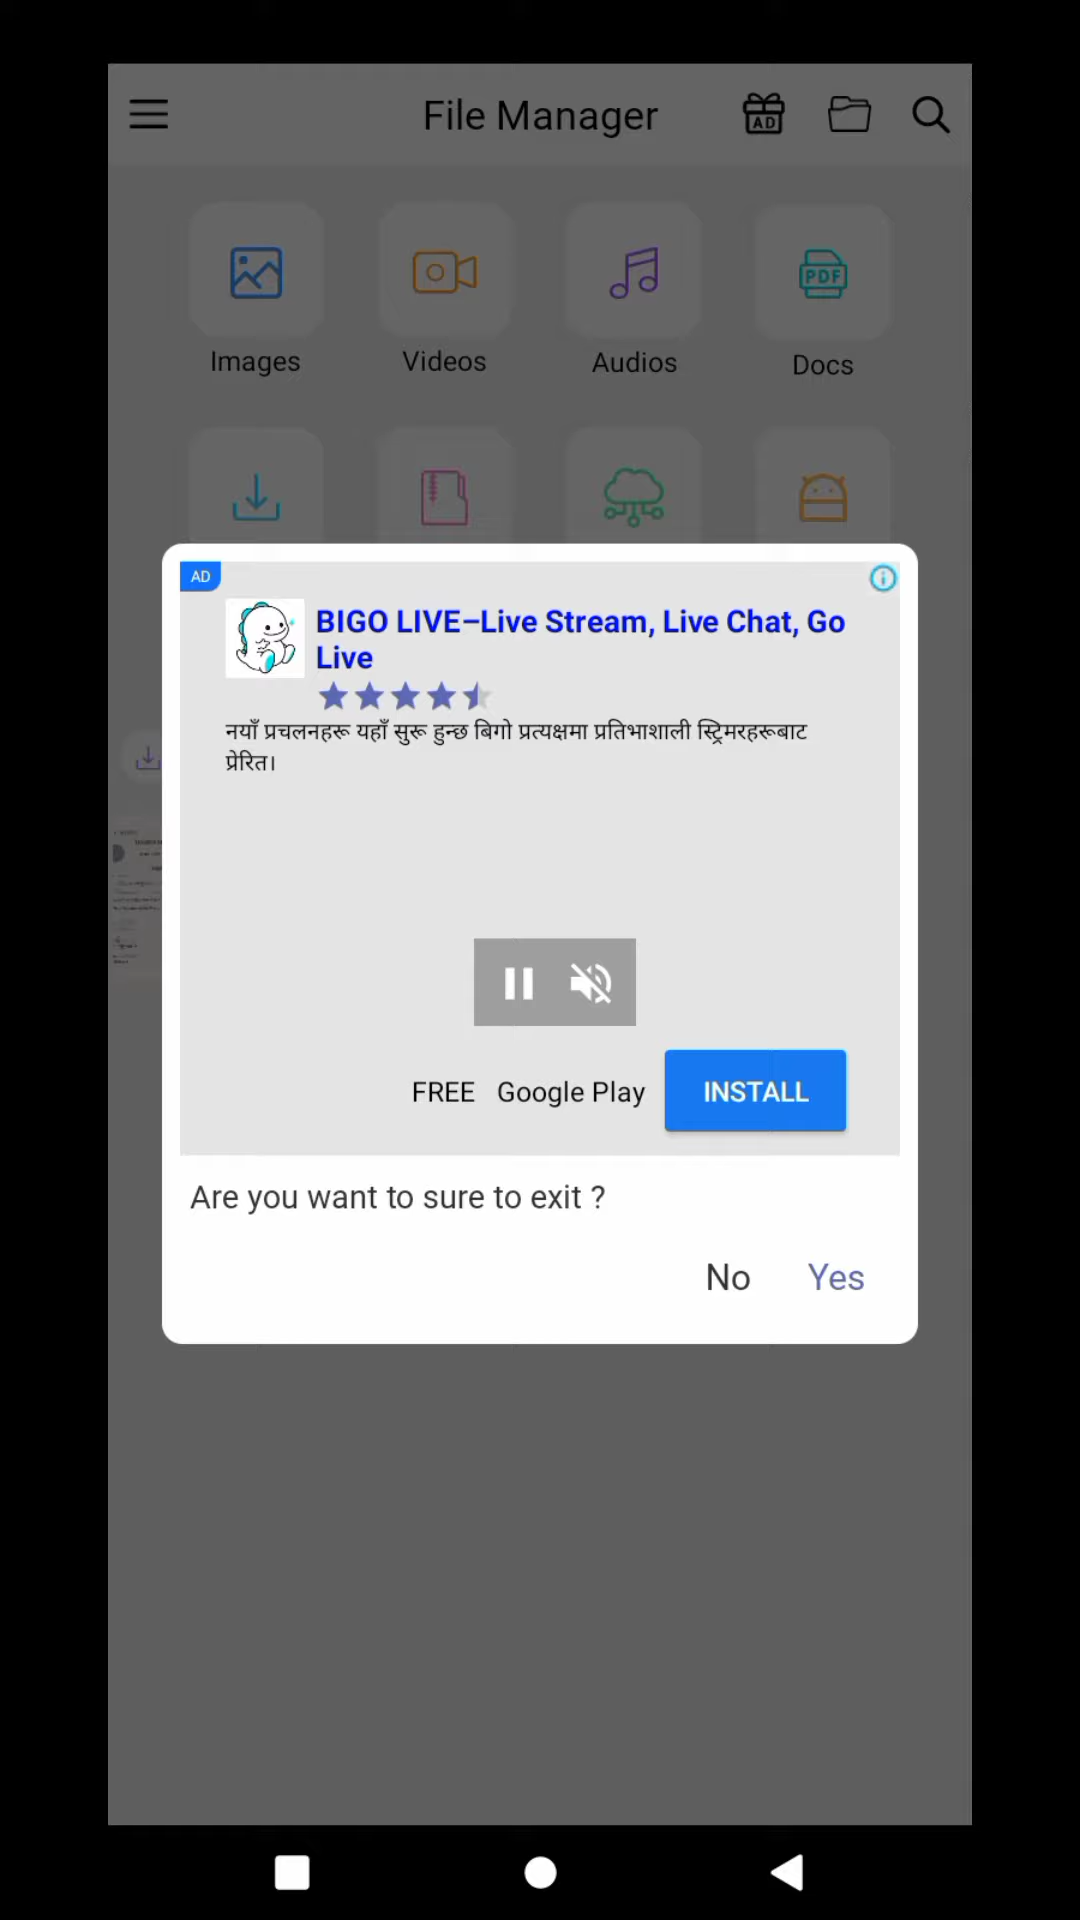 File Manager
AD
Images
Videos
Audios
PDF
Docs
AD
BIGO LIVE–Live Stream, Live Chat, Go
Live
नयाँ प्रचलनहरू यहाँ सुरू हुन्छ बिगो प्रत्यक्षमा प्रतिभाशाली स्ट्रिमरहरूबाट
प्रेरित।
FREE Google Play INSTALL
Are you want to sure to exit ?
No Yes